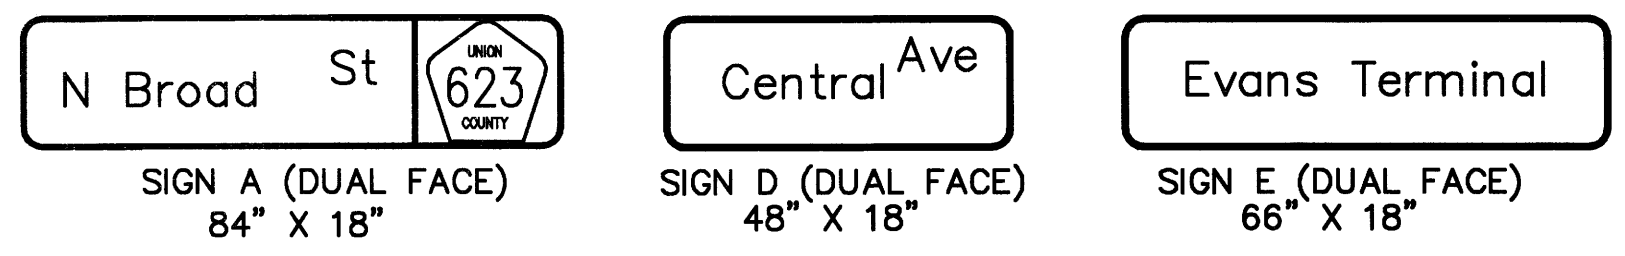 N Broad St
UNION
623
COUNTY
SIGN A (DUAL FACE)
84" X 18"
Central Ave
SIGN D (DUAL FACE)
48" X 18"
Evans Terminal
SIGN E (DUAL FACE)
66" X 18"